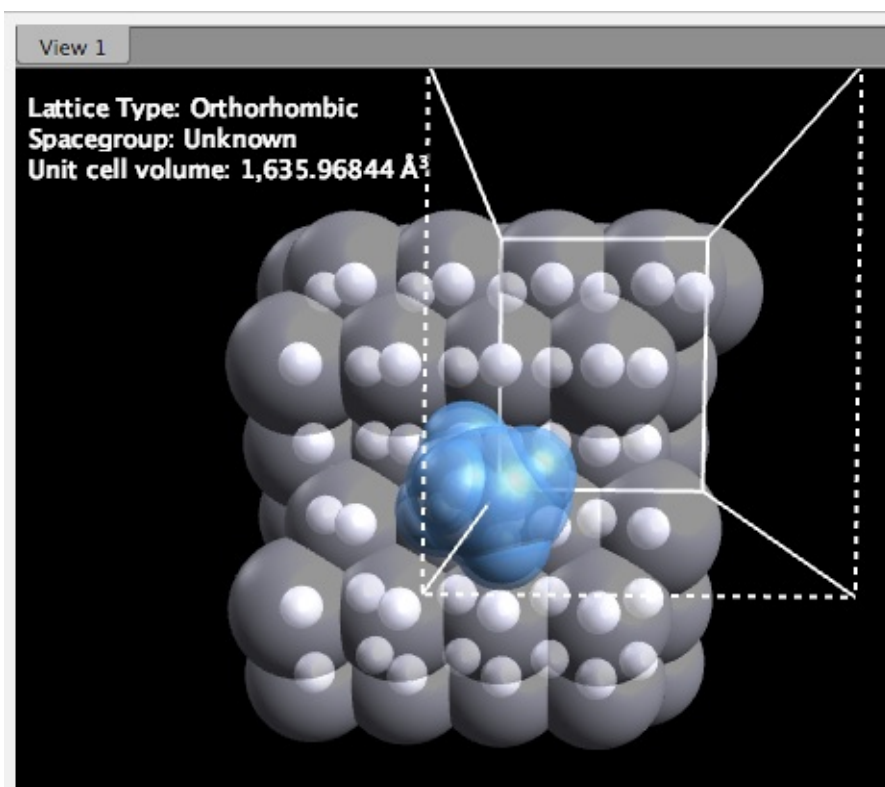 View 1
Lattice Type: Orthorhombic
Spacegroup: Unknown
Unit cell volume: 1,635.96844 Å³